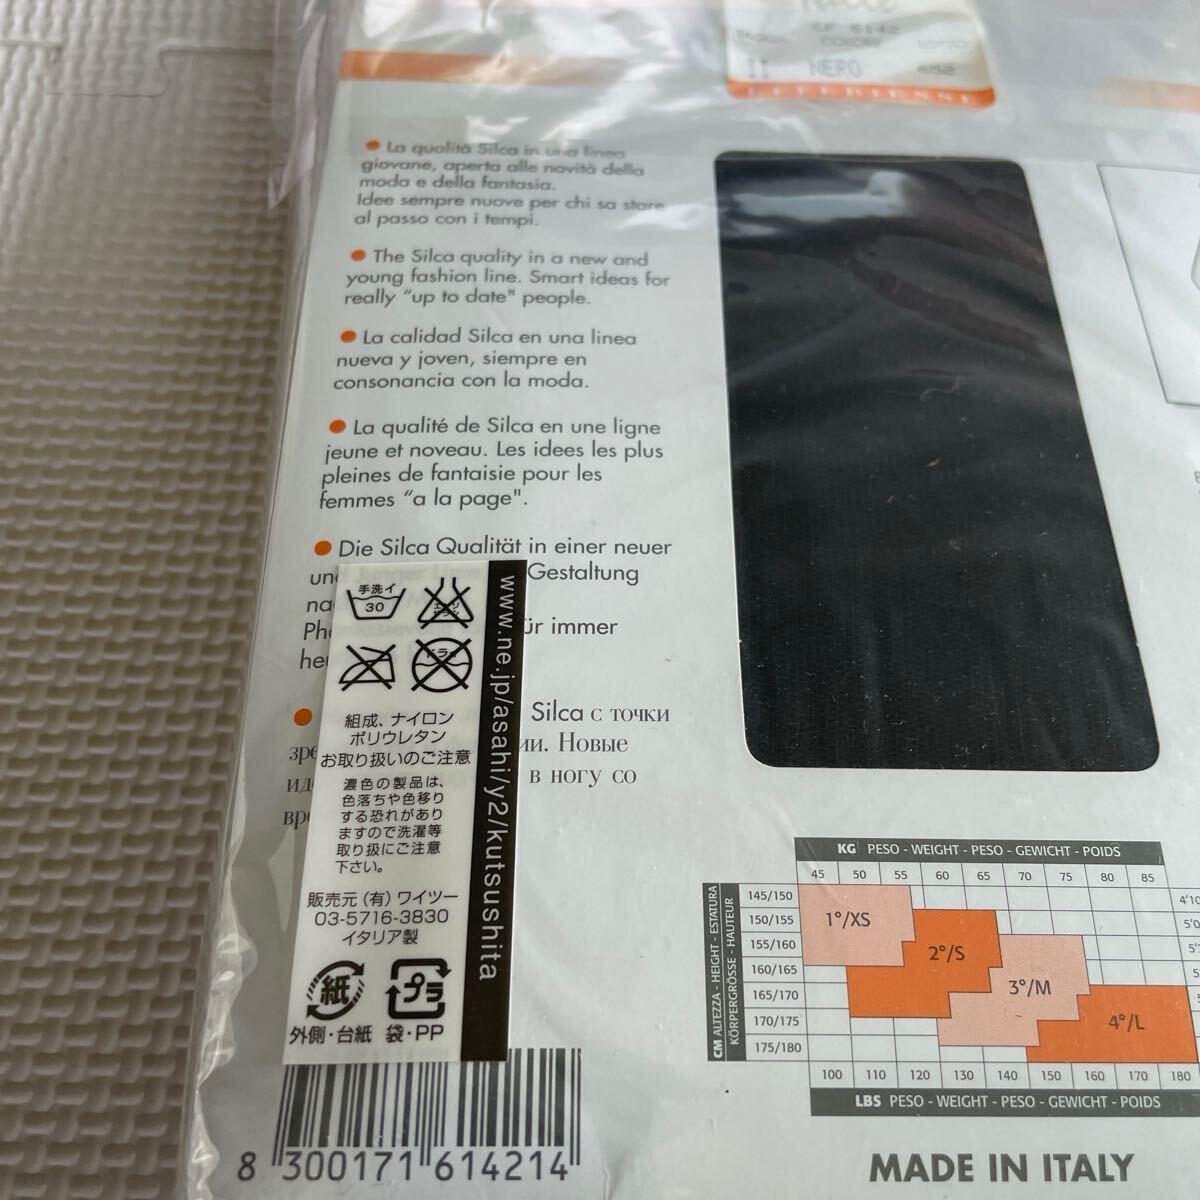 COLORE
II NERO
• La qualità Silca in una linea
giovane, aperta alle novità della
moda e della fantasia.
Idee sempre nuove per chi sa stare
al passo con i tempi.
• The Silca quality in a new and
young fashion line. Smart ideas for
really "up to date" people.
• La calidad Silca en una linea
nueva y joven, siempre en
consonancia con la moda.
• La qualité de Silca en une ligne
jeune et noveau. Les idees les plus
pleines de fantaisie pour les
femmes "a la page".
• Die Silca Qualität in einer neuer
Gestaltung
für immer
Silca с точки
Новые
в ногу со
手洗イ
30
組成、ナイロン
ポリウレタン
お取り扱いのご注意
濃色の製品は、
色落ちや色移り
する恐れがあり
ますので洗濯等
取り扱にご注意
下さい。
販売元(有)ワイツー
03-5716-3830
イタリア製
紙 プラ
外側・台紙 袋・PP
www.ne.jp/asahi/y2/kutsushita
8 300171 614214
KG PESO - WEIGHT - PESO - GEWICHT - POIDS
45 50 55 60 65 70 75 80 85
CM ALTEZZA - HEIGHT - ESTATURA
KÖRPERGRÖSSE - HAUTEUR
145/150
150/155
155/160
160/165
165/170
170/175
175/180
1°/XS
2°/S
3°/M
4°/L
100 110 120 130 140 150 160 170 180
LBS PESO - WEIGHT - PESO - GEWICHT - POIDS
MADE IN ITALY